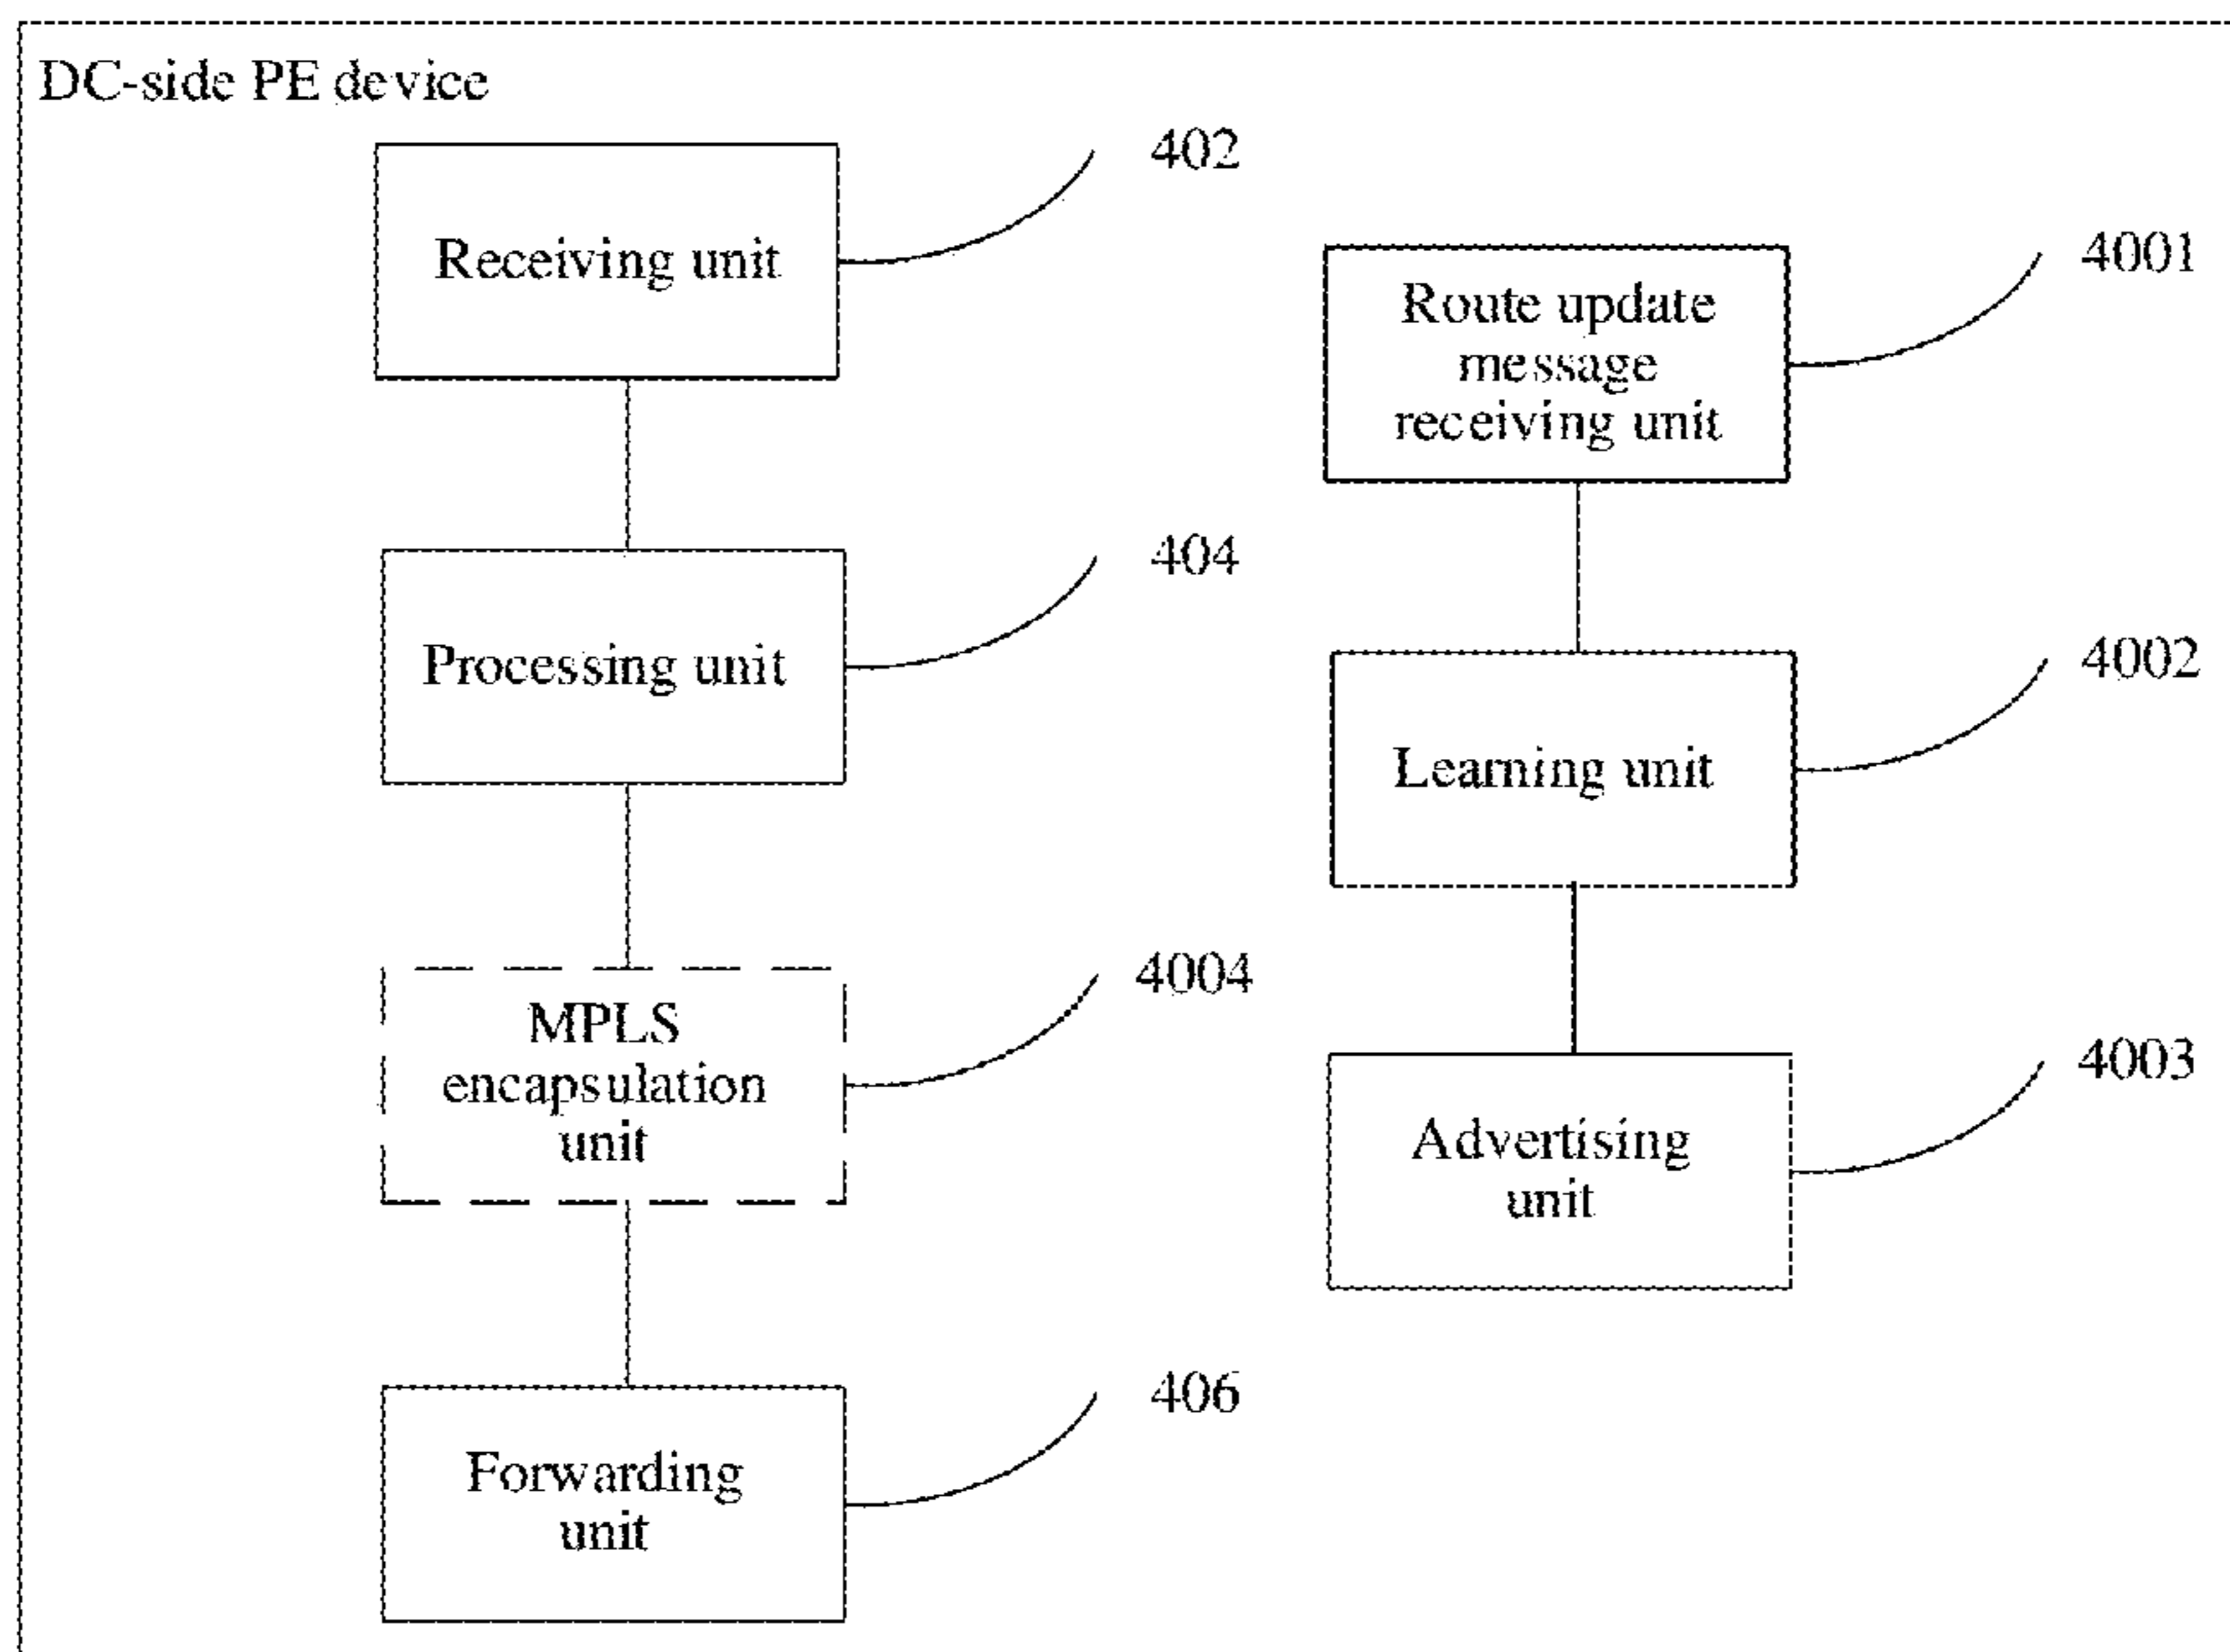 DC-side PE device
402
Receiving unit
4001
Route update
message
receiving unit
404
Processing unit
4002
Learning unit
4004
MPLS
encapsulation
unit
4003
Advertising
unit
406
Forwarding
unit